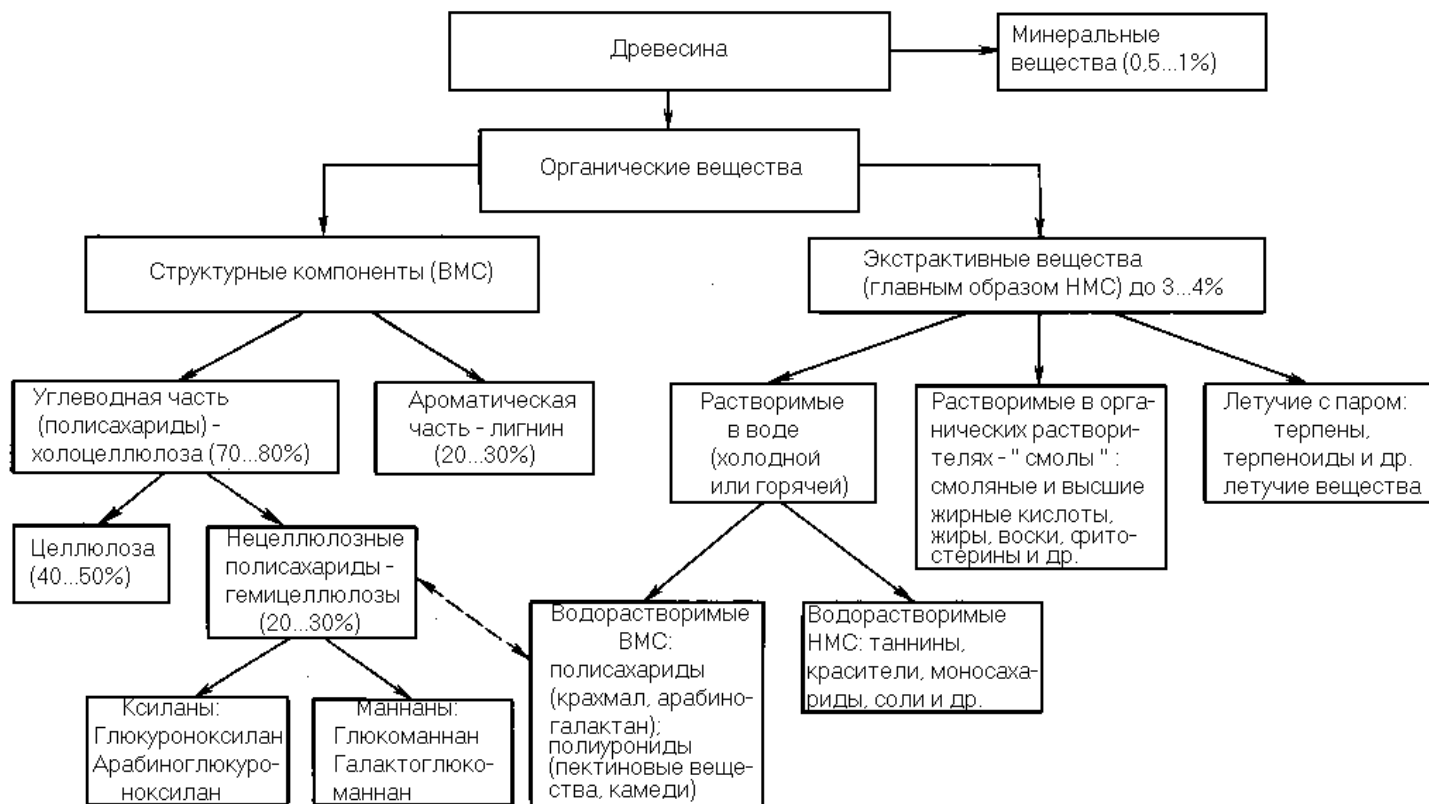 Древесина
Минеральные
вещества (0,5...1%)
Органические вещества
Структурные компоненты (ВМС)
Экстрактивные вещества
(главным образом НМС) до 3...4%
Углеводная часть
(полисахариды) -
холоцеллюлоза (70...80%)
Ароматическая
часть - лигнин
(20...30%)
Растворимые
в воде
(холодной
или горячей)
Растворимые в орга-
нических раствори-
телях - " смолы " :
смоляные и высшие
жирные кислоты,
жиры, воски, фито-
стерины и др.
Летучие с паром:
терпены,
терпеноиды и др.
летучие вещества
Целлюлоза
(40...50%)
Нецеллюлозные
полисахариды -
гемицеллюлозы
(20...30%)
Водорастворимые
ВМС:
полисахариды
(крахмал, арабино-
галактан);
полиурониды
(пектиновые веще-
ства, камеди)
Водорастворимые
НМС: таннины,
красители, моносаха-
риды, соли и др.
Ксиланы:
Глюкуроноксилан
Арабиноглюкуро-
ноксилан
Маннаны:
Глюкоманнан
Галактоглюко-
маннан